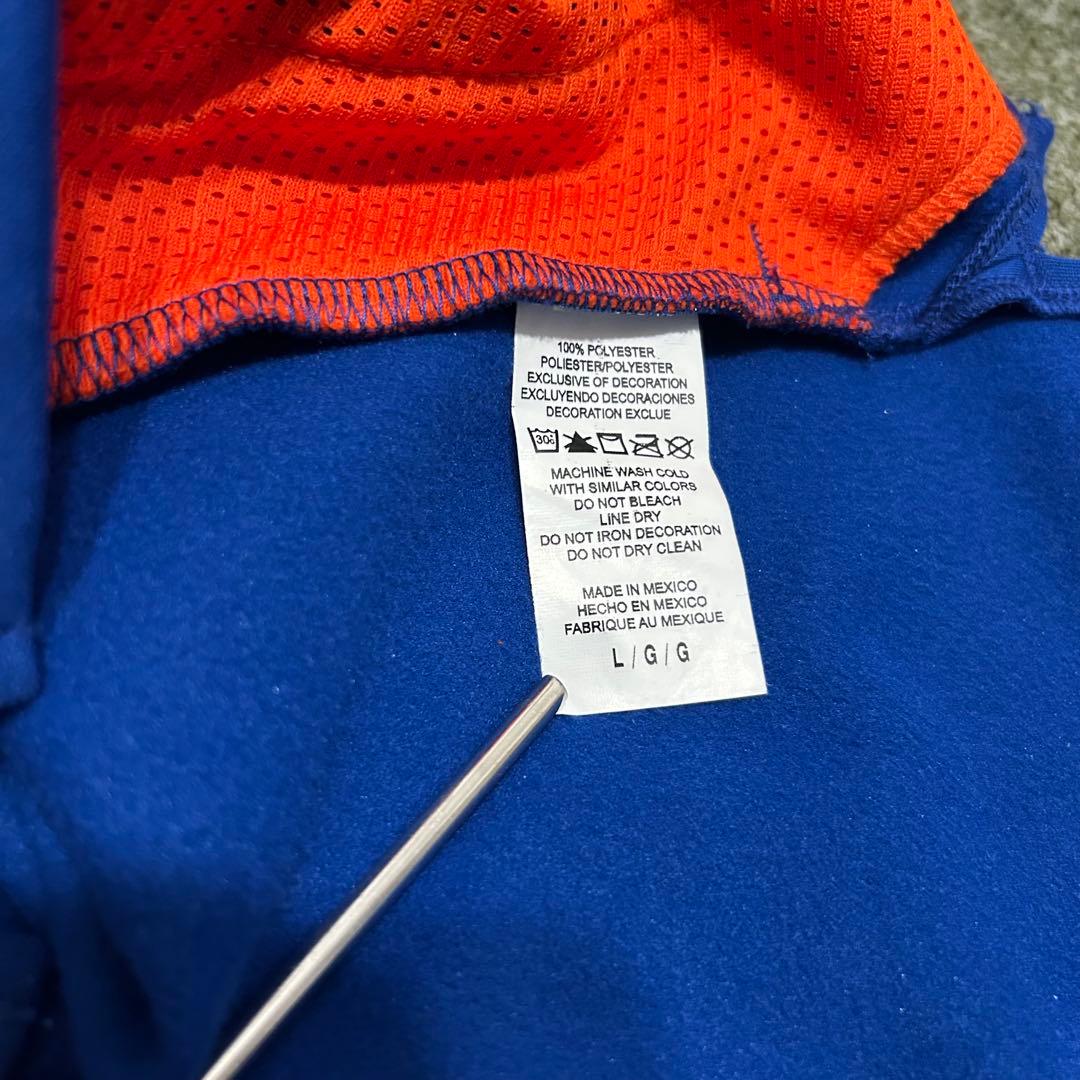 100% POLYESTER
POLIESTER/POLYESTER
EXCLUSIVE OF DECORATION
EXCLUYENDO DECORACIONES
DECORATION EXCLUE
30c
MACHINE WASH COLD
WITH SIMILAR COLORS
DO NOT BLEACH
LINE DRY
DO NOT IRON DECORATION
DO NOT DRY CLEAN
MADE IN MEXICO
HECHO EN MEXICO
FABRIQUE AU MEXIQUE
L / G / G